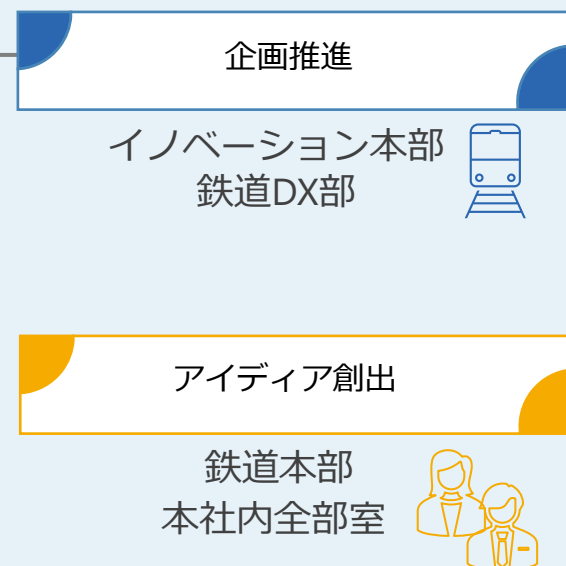 企画推進
イノベーション本部
鉄道DX部
アイディア創出
鉄道本部
本社内全部室